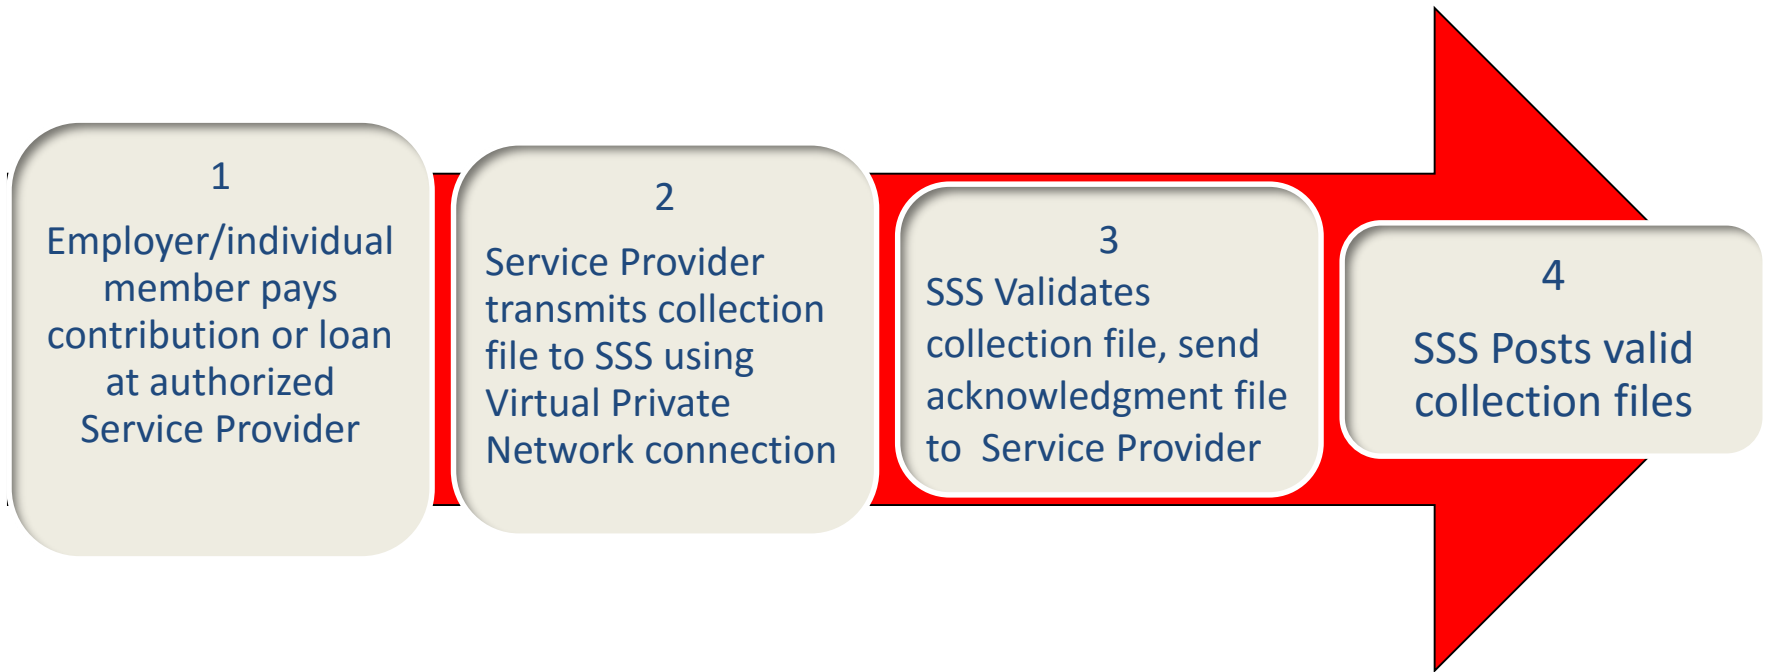 1
Employer/individual
member pays
contribution or loan
at authorized
Service Provider
2
Service Provider
transmits collection
file to SSS using
Virtual Private
Network connection
3
SSS Validates
collection file, send
acknowledgment file
to  Service Provider
4
SSS Posts valid
collection files